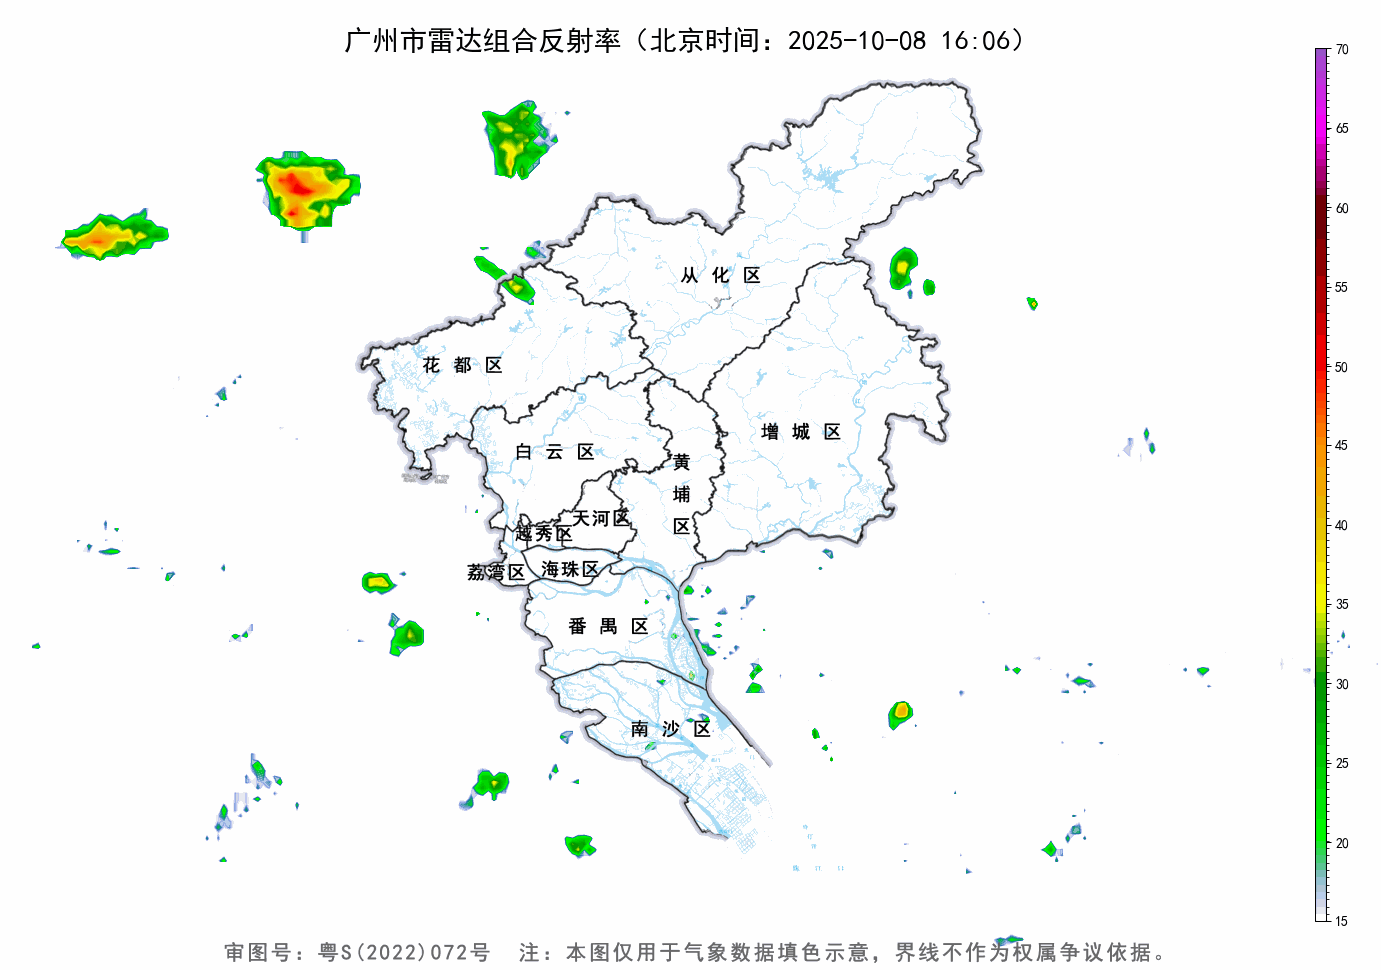 广州市雷达组合反射率（北京时间：2025-10-08 16:06）
70
65
60
55
50
45
40
35
30
25
20
15
从化区
花都区
增城区
白云区
黄埔区
天河区
越秀区
荔湾区
海珠区
番禺区
南沙区
审图号：粤S(2022)072号 注：本图仅用于气象数据填色示意，界线不作为权属争议依据。